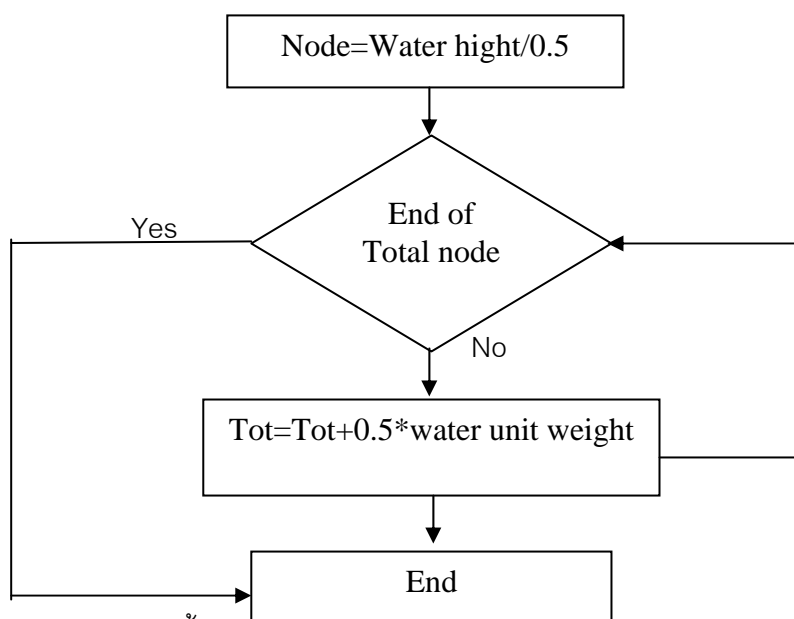 Node=Water hight/0.5
End of
Total node
Yes
No
Tot=Tot+0.5*water unit weight
End